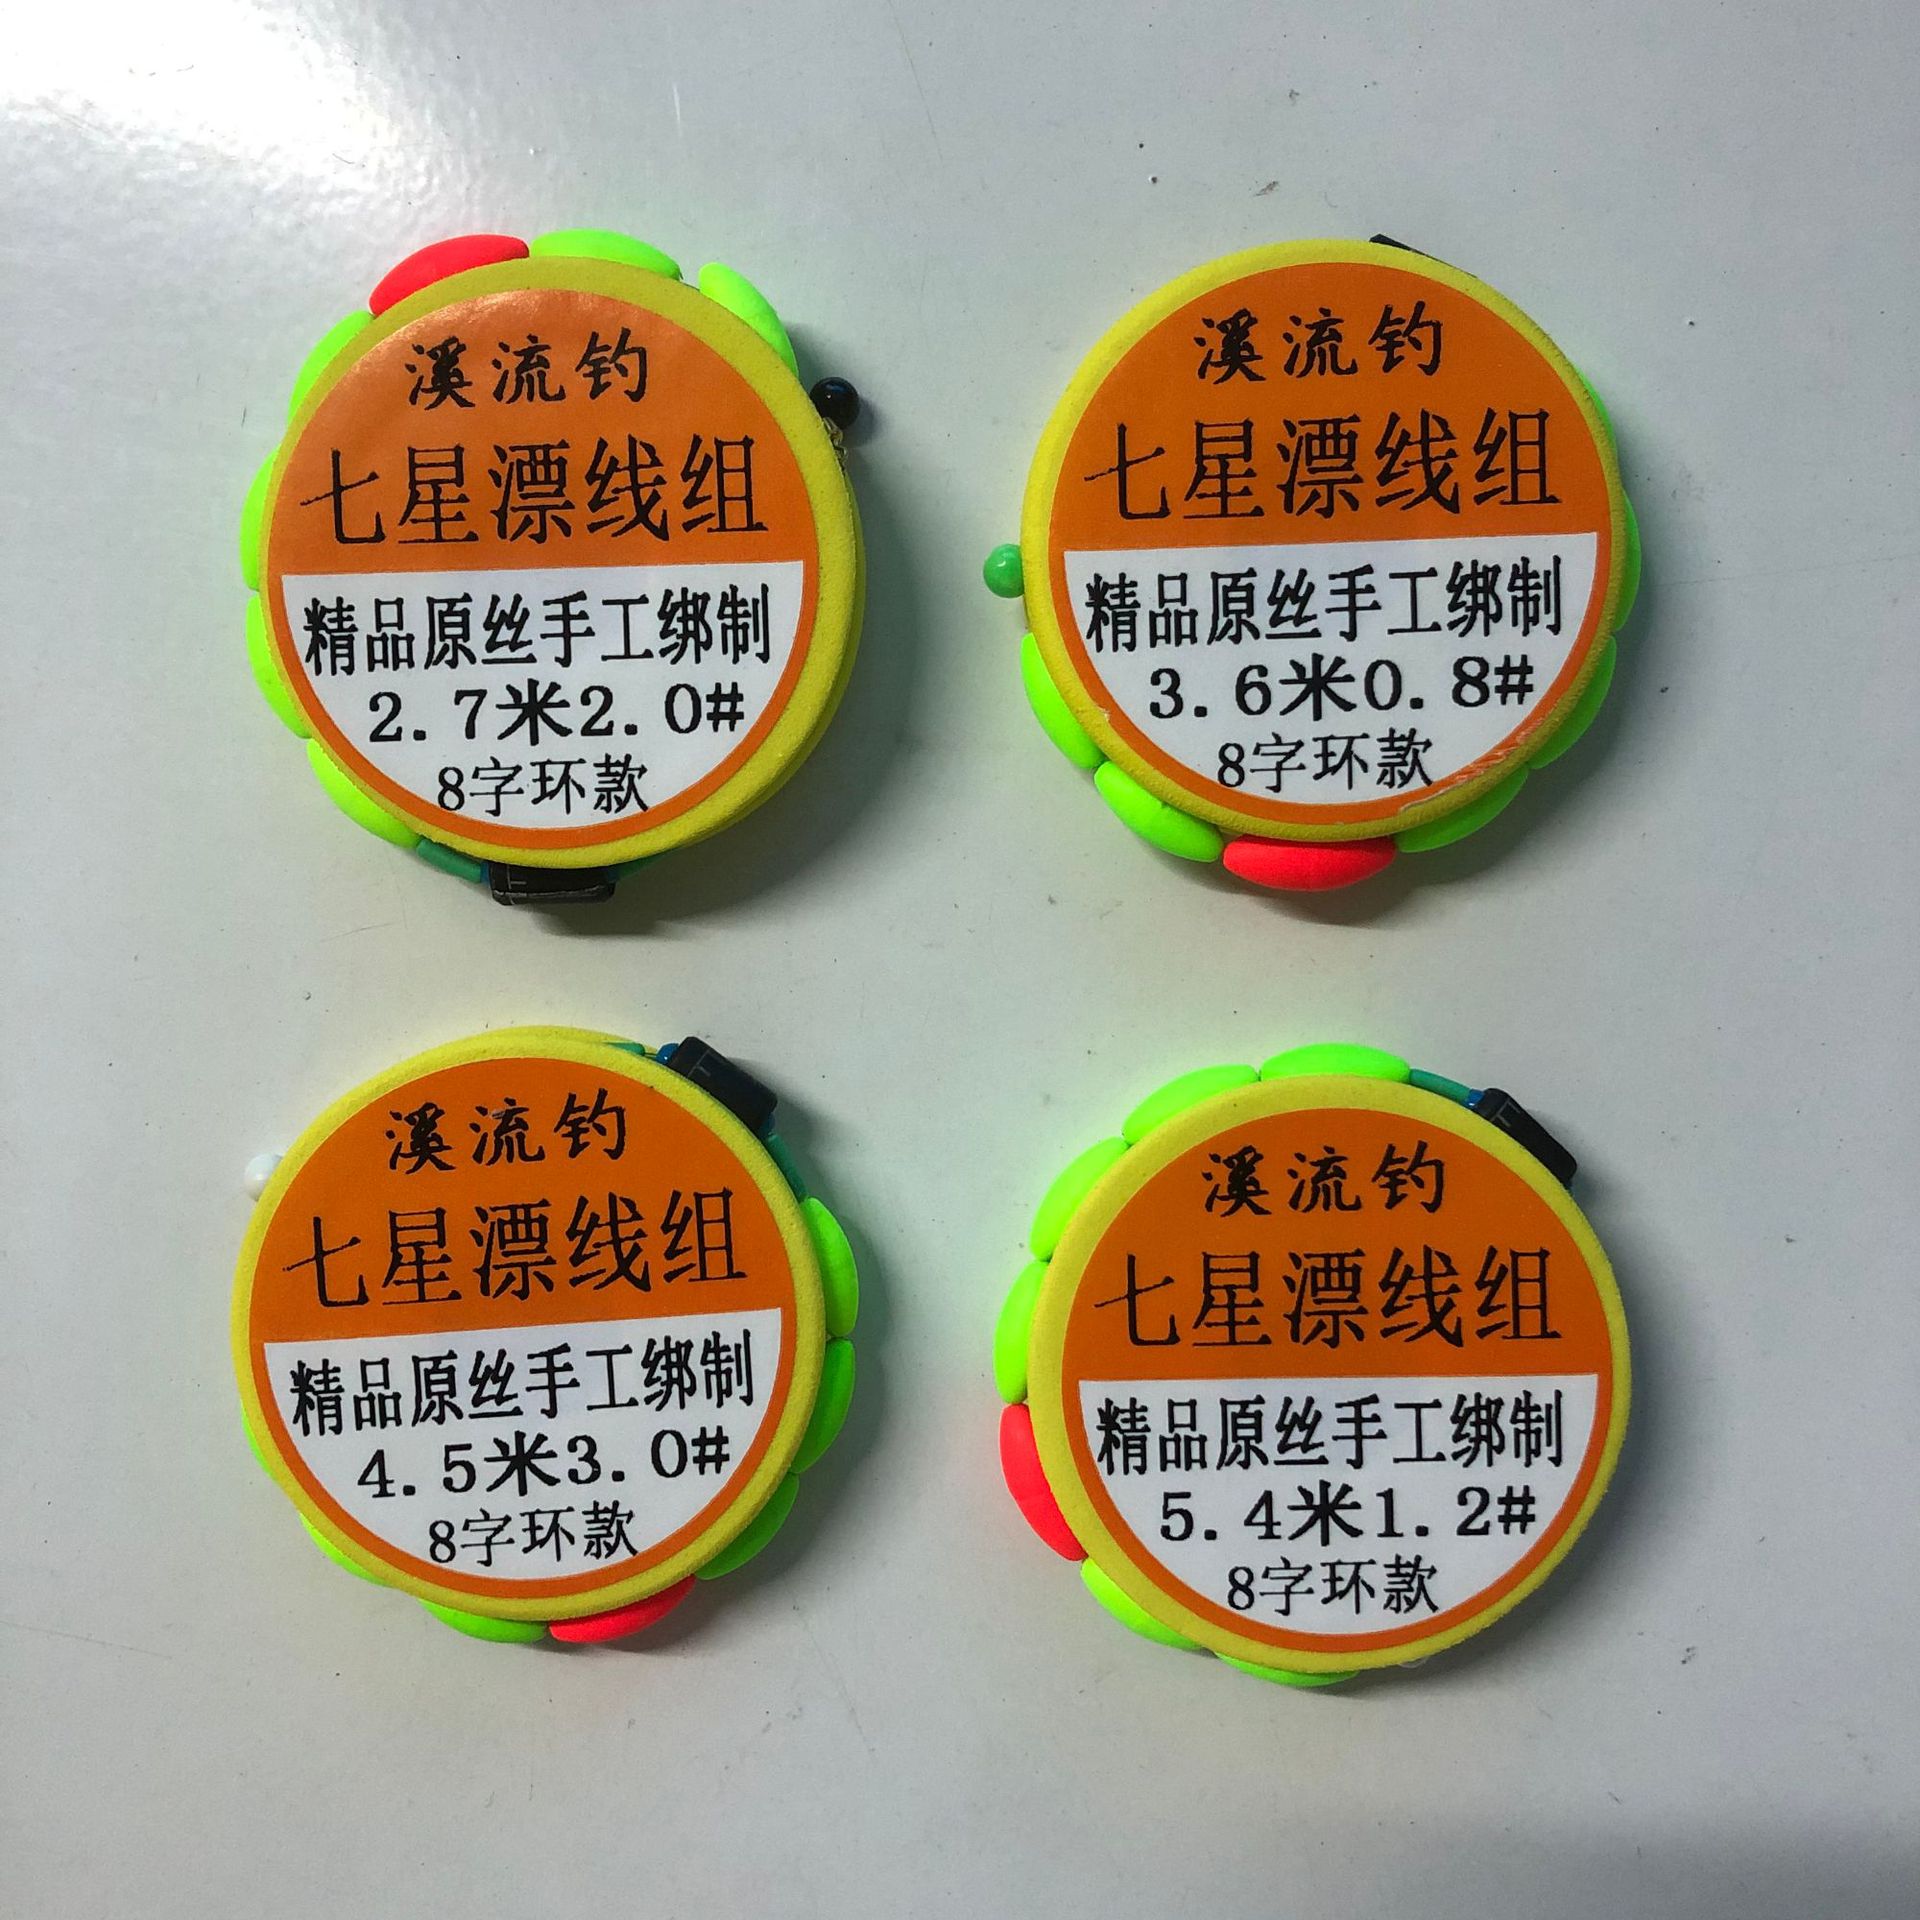 溪流钓
七星漂线组
精品原丝手工绑制
2.7米2.0#
8字环款
溪流钓
七星漂线组
精品原丝手工绑制
3.6米0.8#
8字环款
溪流钓
七星漂线组
精品原丝手工绑制
4.5米3.0#
8字环款
溪流钓
七星漂线组
精品原丝手工绑制
5.4米1.2#
8字环款